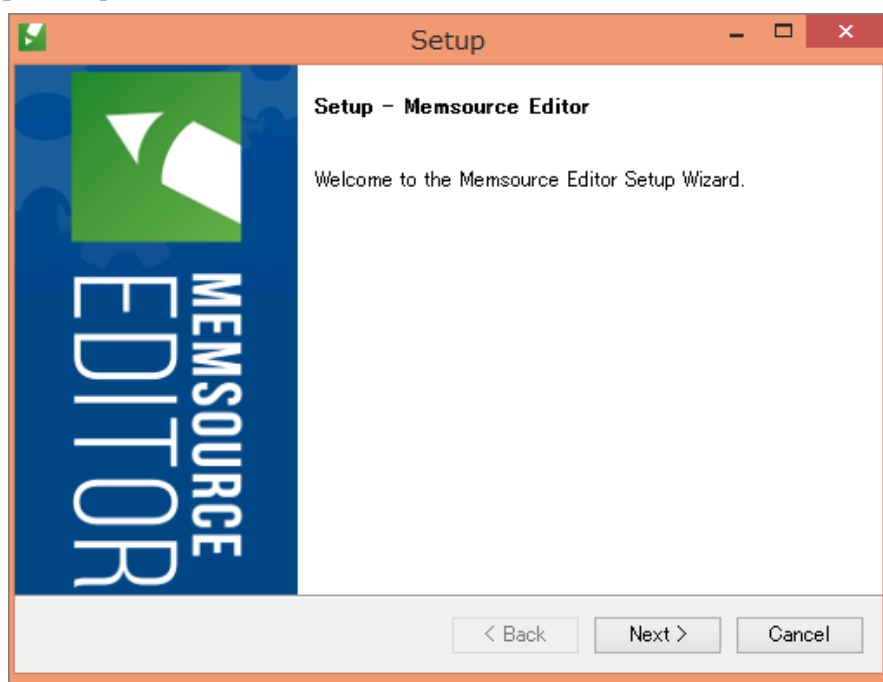 Setup
Setup - Memsource Editor
Welcome to the Memsource Editor Setup Wizard.
MEMSOURCE
EDITOR
< Back
Next >
Cancel